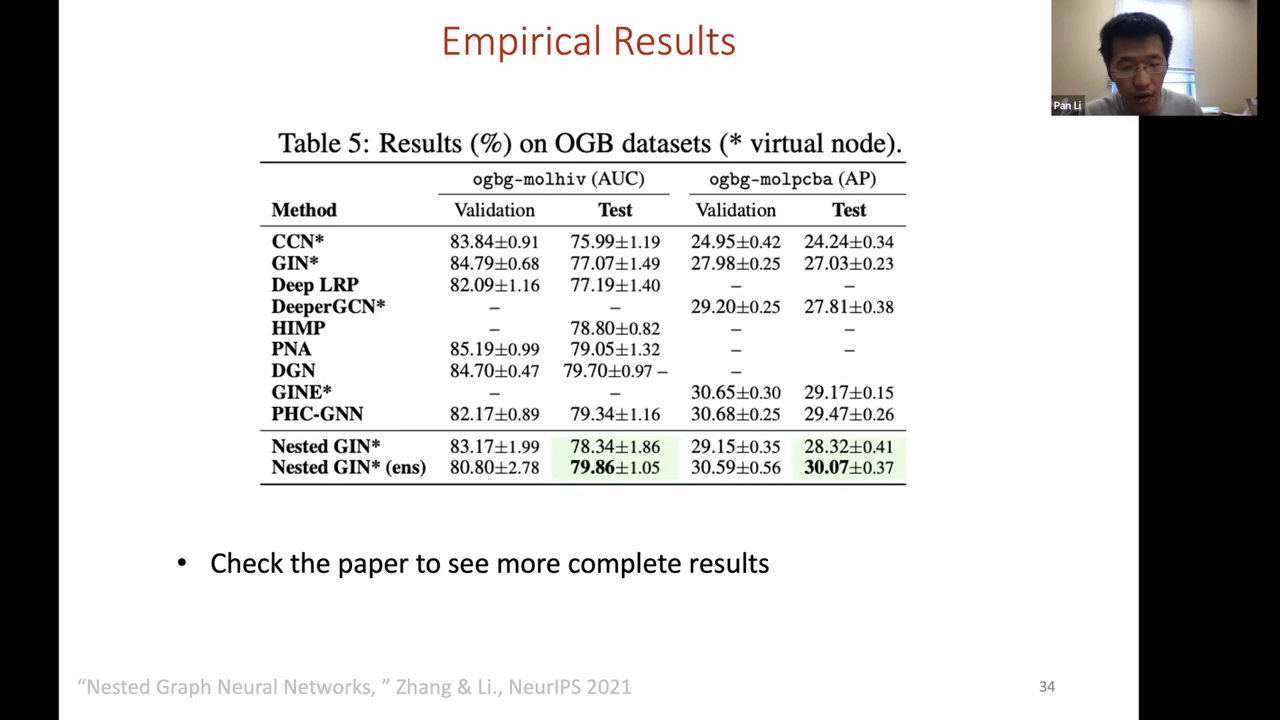 Empirical Results
Pan Li
Table 5: Results (%) on OGB datasets (* virtual node).
ogbg-molhiv (AUC) ogbg-molpcba (AP)
Method Validation Test Validation Test
CCN* 83.84±0.91 75.99±1.19 24.95±0.42 24.24±0.34
GIN* 84.79±0.68 77.07±1.49 27.98±0.25 27.03±0.23
Deep LRP 82.09±1.16 77.19±1.40 – –
DeeperGCN* – – 29.20±0.25 27.81±0.38
HIMP – 78.80±0.82 – –
PNA 85.19±0.99 79.05±1.32 – –
DGN 84.70±0.47 79.70±0.97 – –
GINE* – – 30.65±0.30 29.17±0.15
PHC-GNN 82.17±0.89 79.34±1.16 30.68±0.25 29.47±0.26
Nested GIN* 83.17±1.99 78.34±1.86 29.15±0.35 28.32±0.41
Nested GIN* (ens) 80.80±2.78 79.86±1.05 30.59±0.56 30.07±0.37
• Check the paper to see more complete results
“Nested Graph Neural Networks, ” Zhang & Li., NeurIPS 2021
34